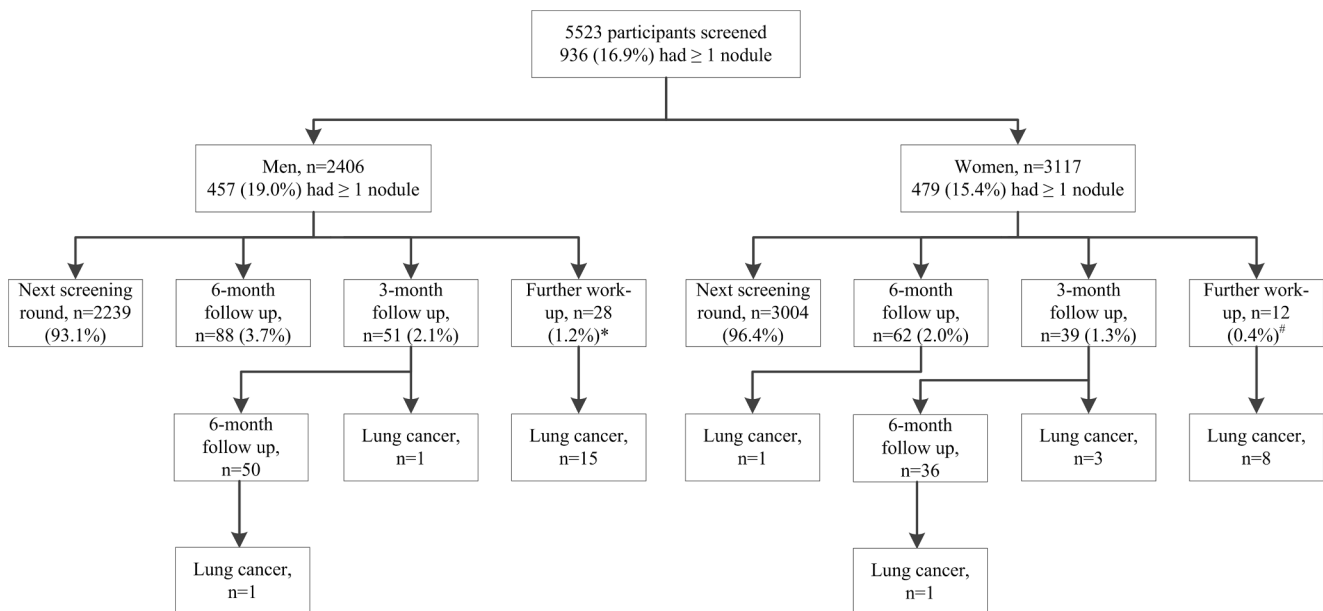 5523 participants screened
936 (16.9%) had ≥ 1 nodule
Men, n=2406
457 (19.0%) had ≥ 1 nodule
Women, n=3117
479 (15.4%) had ≥ 1 nodule
Next screening
round, n=2239
(93.1%)
6-month
follow up,
n=88 (3.7%)
3-month
follow up,
n=51 (2.1%)
Further work-
up, n=28
(1.2%)*
Next screening
round, n=3004
(96.4%)
6-month
follow up,
n=62 (2.0%)
3-month
follow up,
n=39 (1.3%)
Further work-
up, n=12
(0.4%)#
6-month
follow up,
n=50
Lung cancer,
n=1
Lung cancer,
n=15
Lung cancer,
n=1
6-month
follow up,
n=36
Lung cancer,
n=3
Lung cancer,
n=8
Lung cancer,
n=1
Lung cancer,
n=1